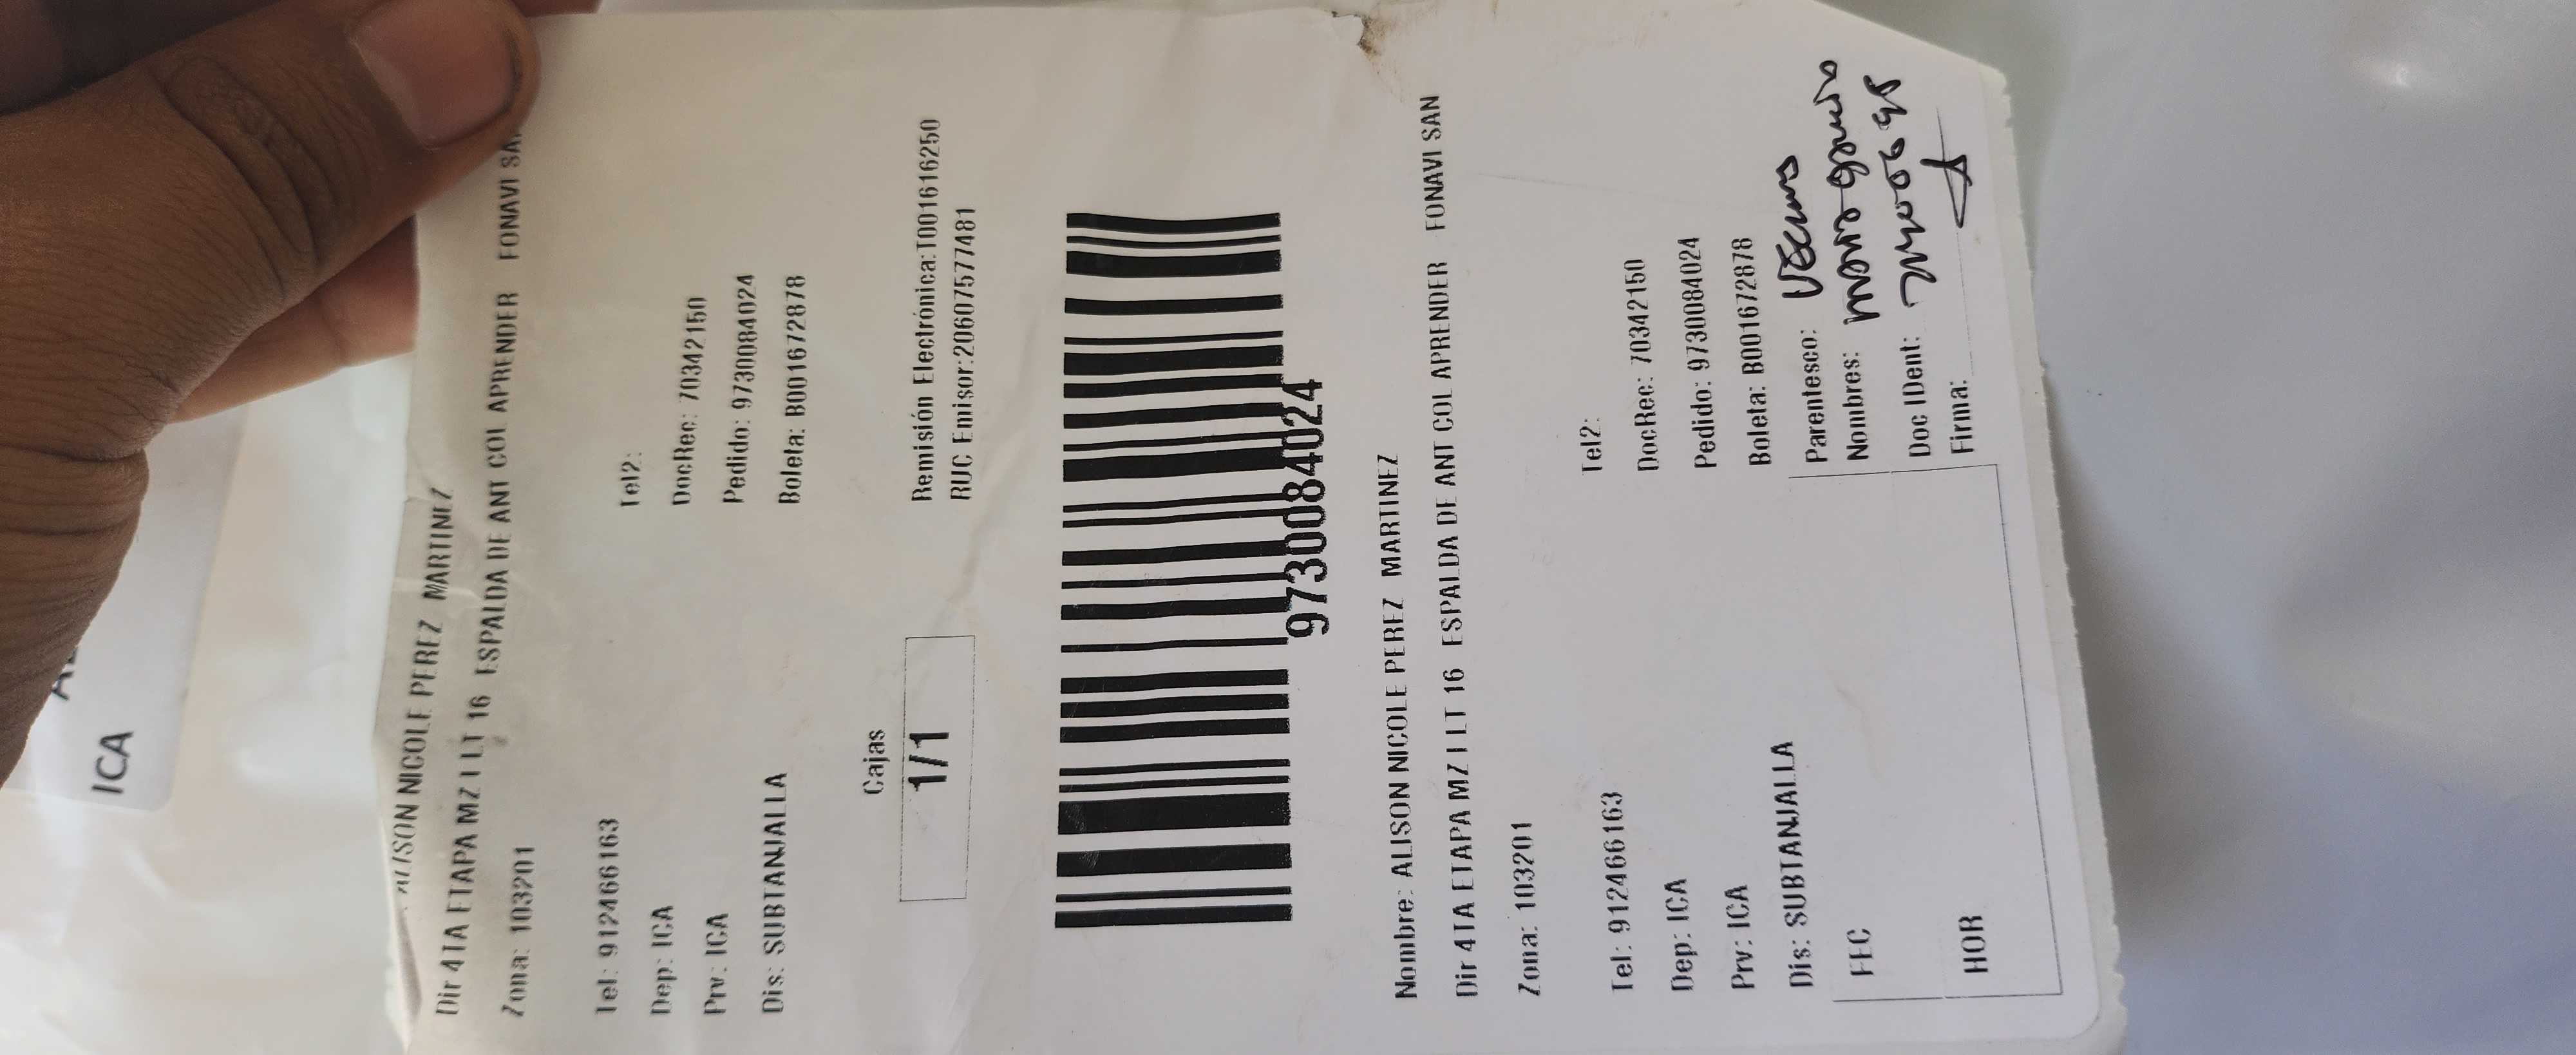 ICA
ALISON NICOLE PEREZ MARTINEZ
Dir 4TA ETAPA MZ I LT 16 ESPALDA DE ANT COL APRENDER FONAVI SA
Zona: 103201
Tel: 912466163 Tel2:
Dep: ICA DocRec: 70342150
Prv: ICA Pedido: 9730084024
Dis: SUBTANJALLA Boleta: B001672878
Cajas
1/1
Remisión Electrónica:T001616250
RUC Emisor:20607577481
9730084024
Nombre: ALISON NICOLE PEREZ MARTINEZ
Dir 4TA ETAPA MZ I LT 16 ESPALDA DE ANT COL APRENDER FONAVI SAN
Zona: 103201
Tel: 912466163 Tel2:
Dep: ICA DocRec: 70342150
Prv: ICA Pedido: 9730084024
Dis: SUBTANJALLA Boleta: B001672878
FEC
HOR
Parentesco:
Nombres:
Doc IDent:
Firma: